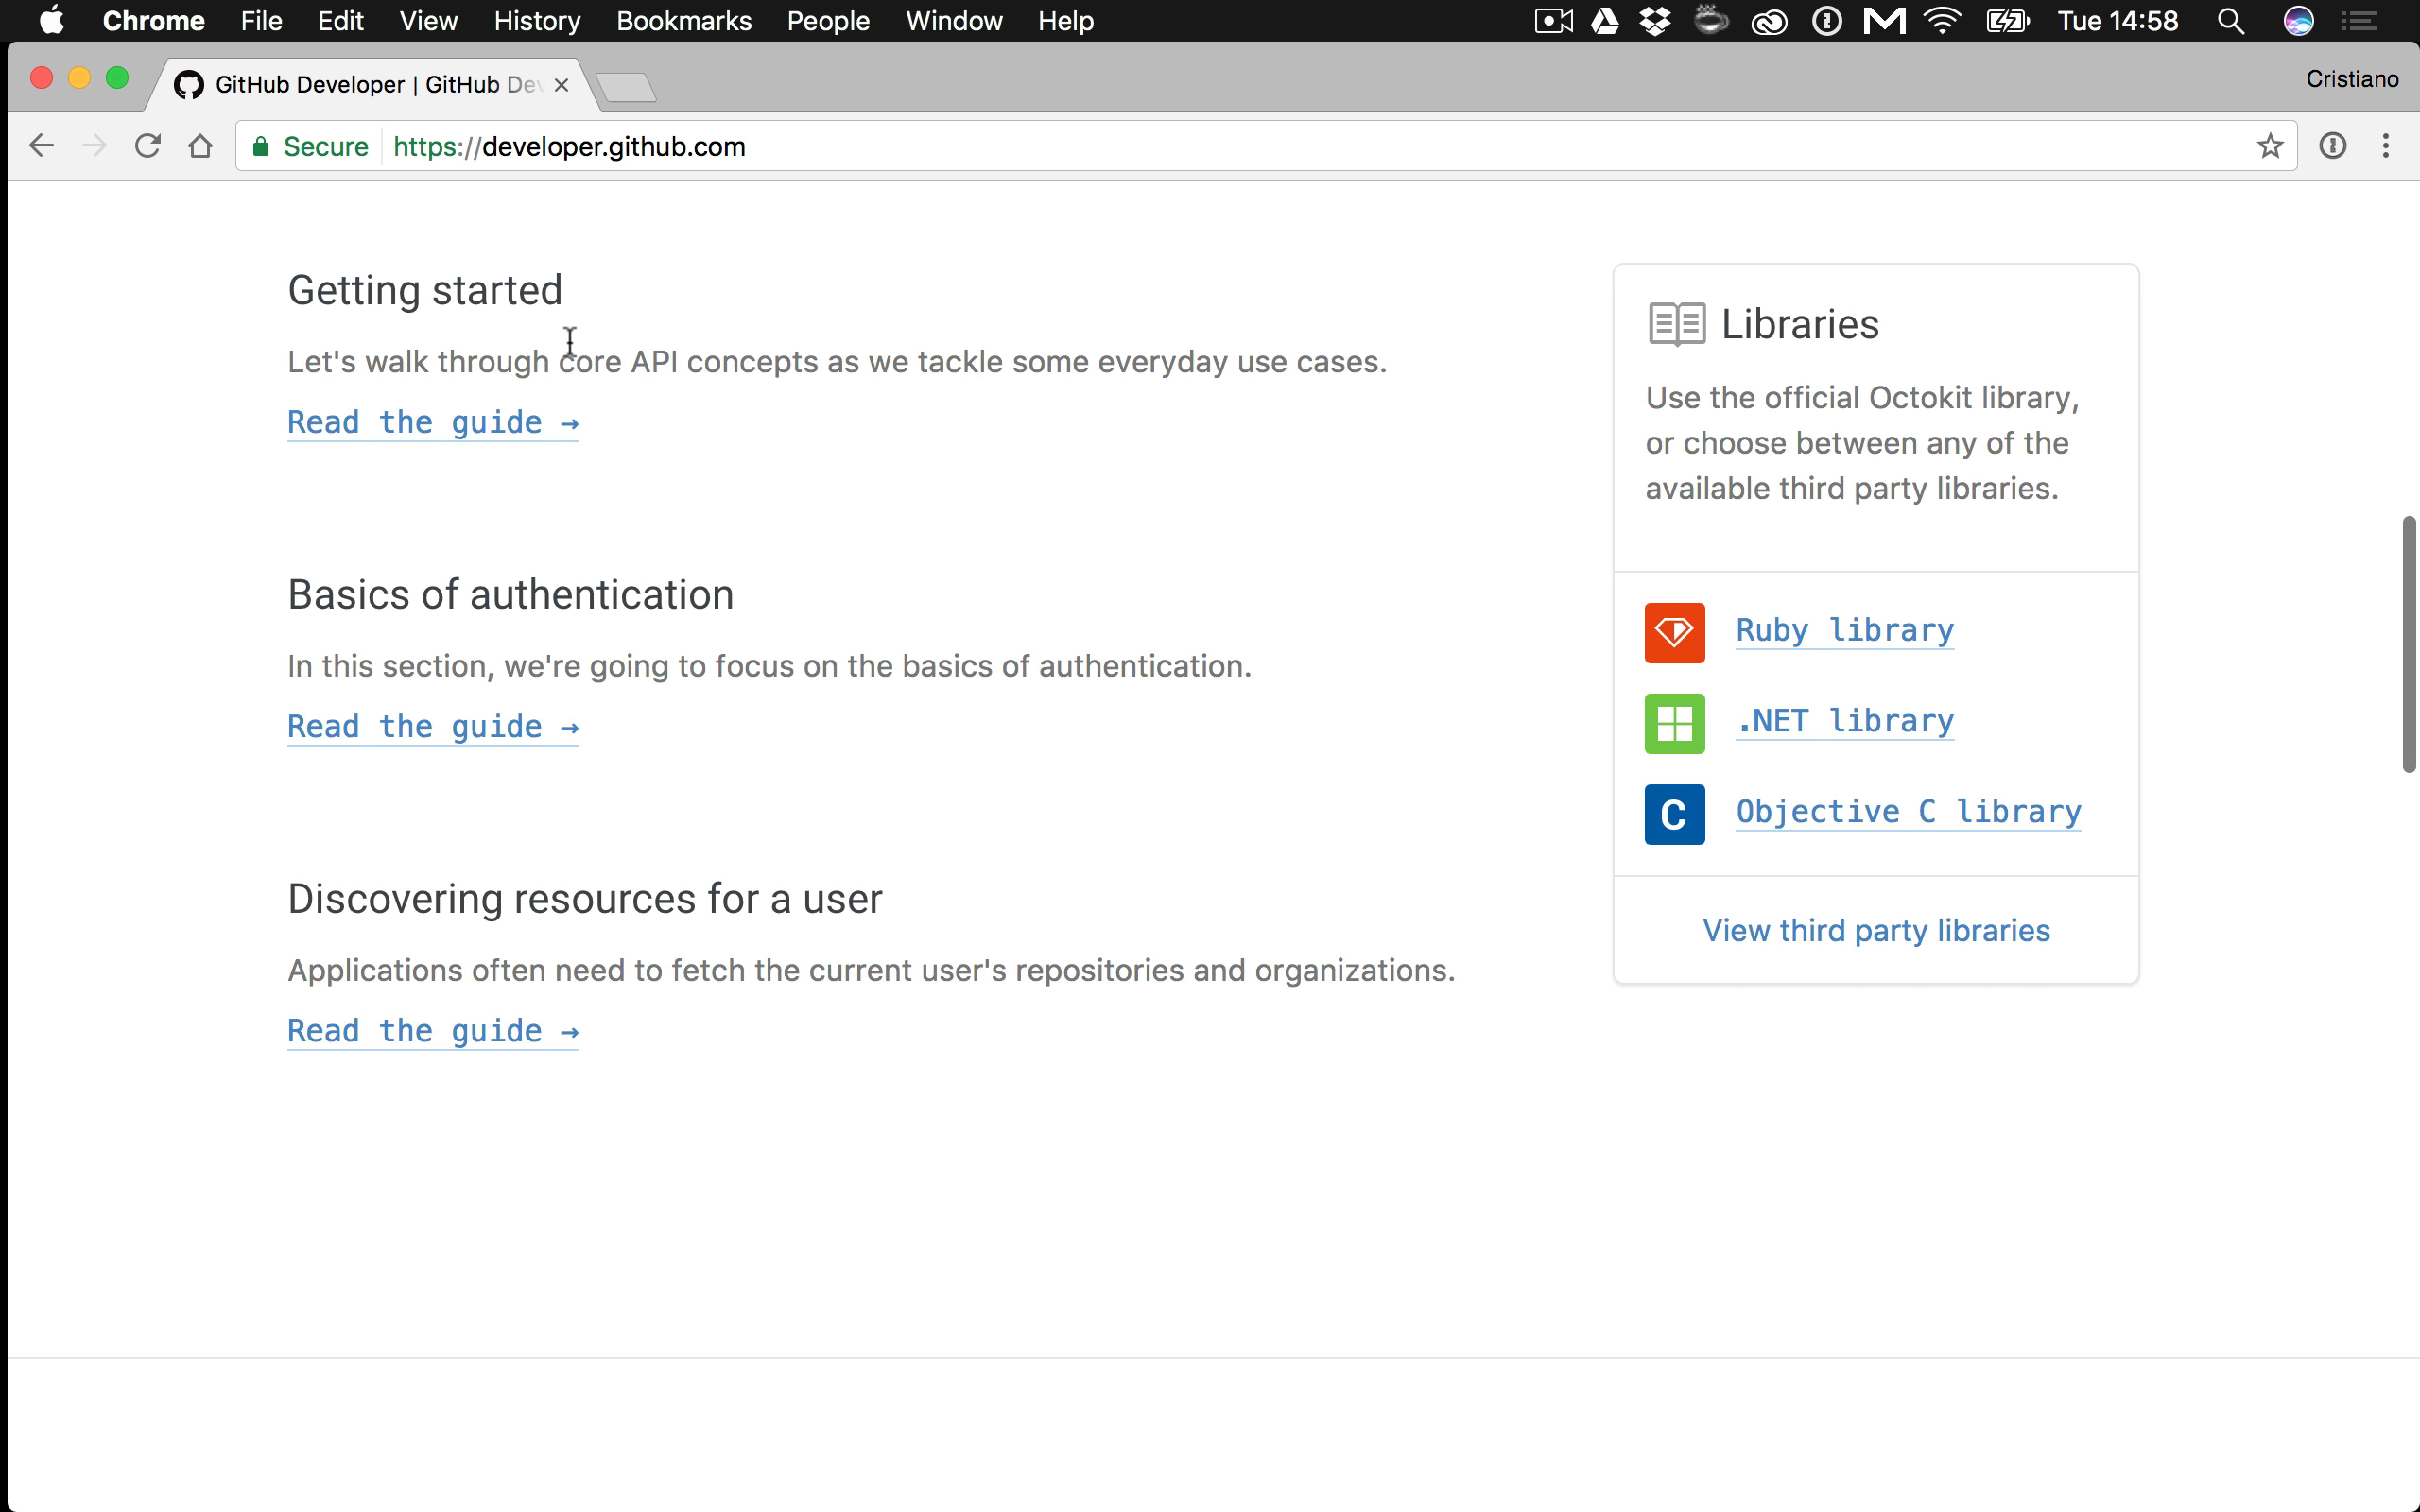 Chrome File Edit View History Bookmarks People Window Help Tue 14:58
GitHub Developer | GitHub Dev Cristiano
Secure https://developer.github.com
Getting started
Let's walk through core API concepts as we tackle some everyday use cases.
Read the guide →
Basics of authentication
In this section, we're going to focus on the basics of authentication.
Read the guide →
Discovering resources for a user
Applications often need to fetch the current user's repositories and organizations.
Read the guide →
Libraries
Use the official Octokit library,
or choose between any of the
available third party libraries.
Ruby library
.NET library
C Objective C library
View third party libraries